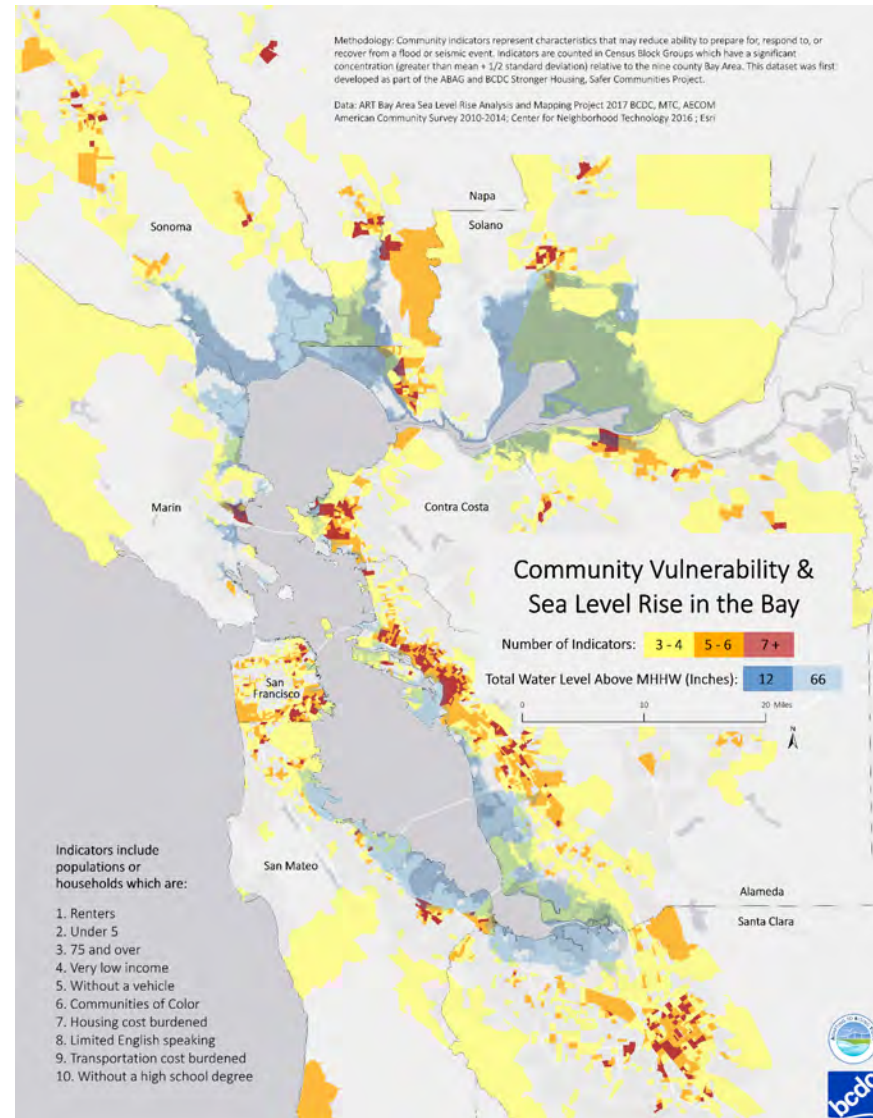 Methodology: Community indicators represent characteristics that may reduce ability to prepare for, respond to, or
recover from a flood or seismic event. Indicators are counted in Census Block Groups which have a significant
concentration (greater than mean + 1/2 standard deviation) relative to the nine county Bay Area. This dataset was first
developed as part of the ABAG and BCDC Stronger Housing, Safer Communities Project.
Data: ART Bay Area Sea Level Rise Analysis and Mapping Project 2017 BCDC, MTC, AECOM
American Community Survey 2010-2014; Center for Neighborhood Technology 2016 ; Esri
Napa
Sonoma
Solano
Marin
Contra Costa
Community Vulnerability &
Sea Level Rise in the Bay
Number of Indicators: 3 - 4 5 - 6 7 +
Total Water Level Above MHHW (Inches): 12 66
0 10 20 Miles
N
San
Francisco
Indicators include
populations or
households which are:
San Mateo
Alameda
Santa Clara
1. Renters
2. Under 5
3. 75 and over
4. Very low income
5. Without a vehicle
6. Communities of Color
7. Housing cost burdened
8. Limited English speaking
9. Transportation cost burdened
10. Without a high school degree
bcdc